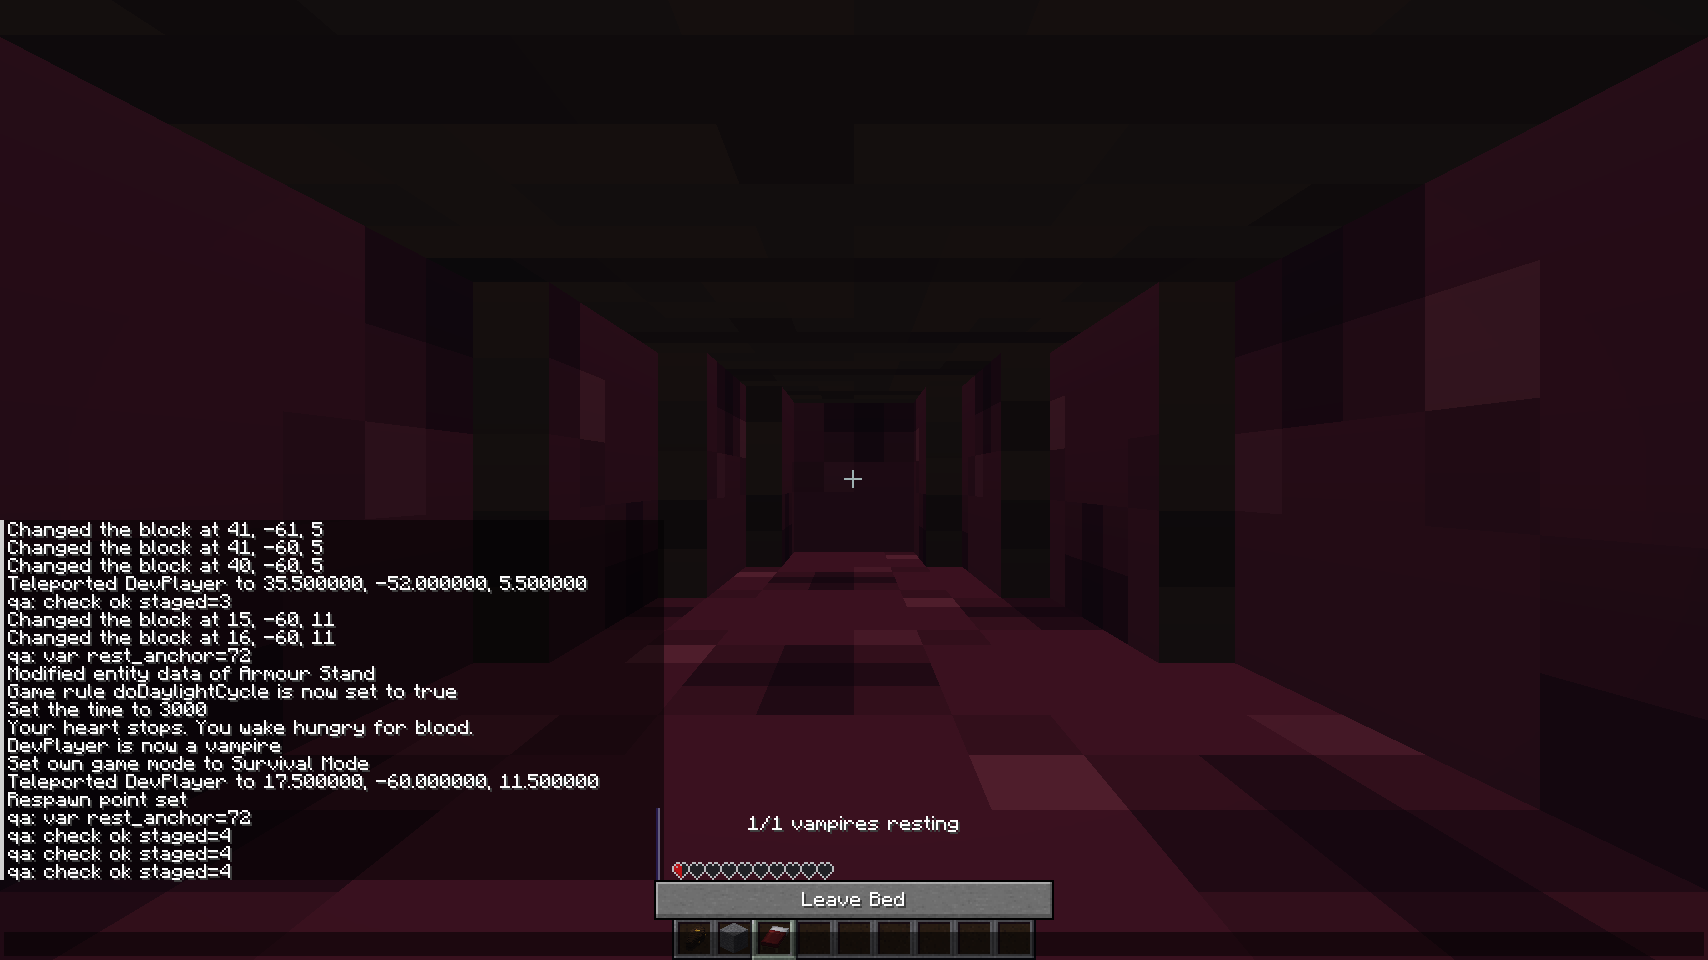 Changed the block at 41, -61, 5
Changed the block at 41, -60, 5
Changed the block at 40, -60, 5
Teleported DevPlayer to 35.500000, -52.000000, 5.500000
qa: check ok staged=3
Changed the block at 15, -60, 11
Changed the block at 16, -60, 11
qa: var rest_anchor=72
Modified entity data of Armour Stand
Game rule doDaylightCycle is now set to true
Set the time to 3000
Your heart stops. You wake hungry for blood.
DevPlayer is now a vampire
Set own game mode to Survival Mode
Teleported DevPlayer to 17.500000, -60.000000, 11.500000
Respawn point set
qa: var rest_anchor=72
qa: check ok staged=4
qa: check ok staged=4
qa: check ok staged=4
1/1 vampires resting
Leave Bed